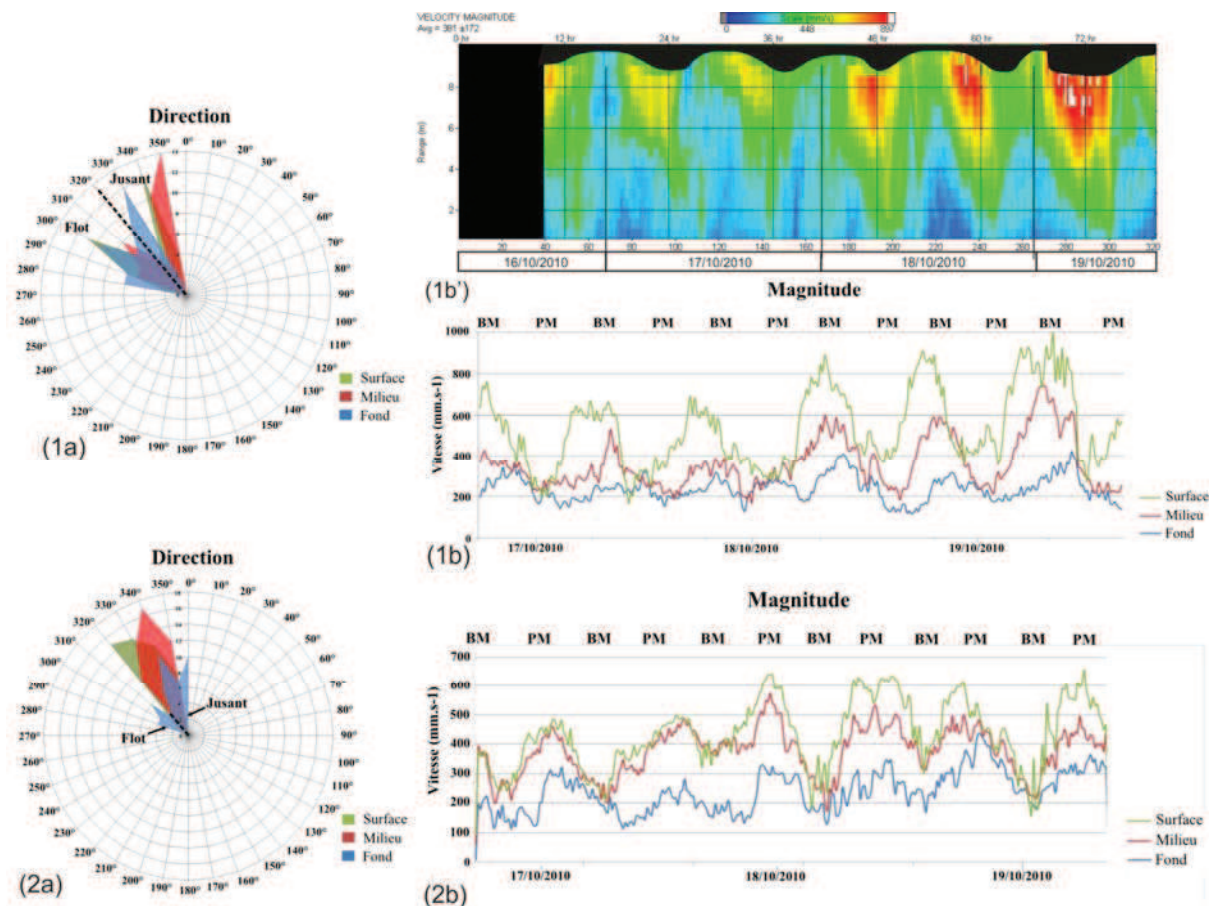 VELOCITY MAGNITUDE
Avg = 381 ±172
Scale (mm/s)
0 448 897
0 hr 12 hr 24 hr 36 hr 48 hr 60 hr 72 hr
Range (m)
8
6
4
2
20 40 60 80 100 120 140 160 180 200 220 240 260 280 300 320
16/10/2010 17/10/2010 18/10/2010 19/10/2010
(1b')
Direction
0° 10° 20° 30° 40° 50° 60° 70° 80° 90° 100° 110° 120° 130° 140° 150° 160° 170° 180° 190° 200° 210° 220° 230° 240° 250° 260° 270° 280° 290° 300° 310° 320° 330° 340° 350°
Jusant
Flot
Surface
Milieu
Fond
(1a)
Magnitude
BM PM BM PM BM PM BM PM BM PM BM PM
Vitesse (mm.s-1)
1000
800
600
400
200
0
17/10/2010 18/10/2010 19/10/2010
Surface
Milieu
Fond
(1b)
Direction
0° 10° 20° 30° 40° 50° 60° 70° 80° 90° 100° 110° 120° 130° 140° 150° 160° 170° 180° 190° 200° 210° 220° 230° 240° 250° 260° 270° 280° 290° 300° 310° 320° 330° 340° 350°
Jusant
Flot
Surface
Milieu
Fond
(2a)
Magnitude
BM PM BM PM BM PM BM PM BM PM BM PM
Vitesse (mm.s-1)
700
600
500
400
300
200
100
0
17/10/2010 18/10/2010 19/10/2010
Surface
Milieu
Fond
(2b)